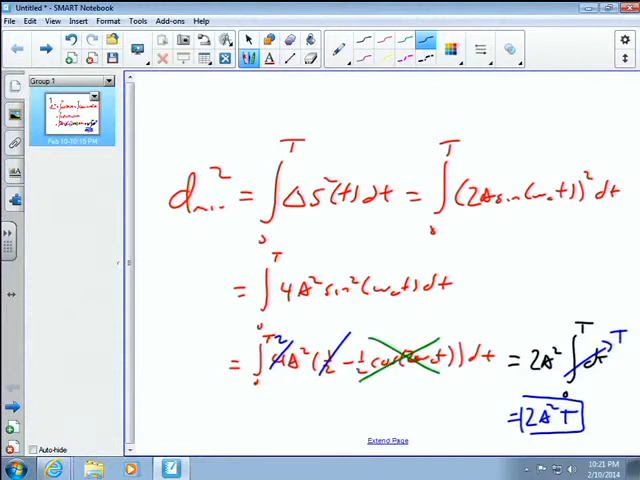 Untitled * - SMART Notebook
File Edit View Insert Format Tools Add-ons Help
Group 1
1
Feb 10-10:15 PM
d_min^2 = ∫_0^T Δs^2(t) dt = ∫_0^T (2A sin(ω_c t))^2 dt
= ∫_0^T 4A^2 sin^2(ω_c t) dt
= ∫_0^T 4A^2 (1/2 - 1/2 cos(2ω_c t)) dt = 2A^2 ∫_0^T dt
2 T
= 2A^2 T
Extend Page
Auto-hide
10:21 PM
2/10/2014